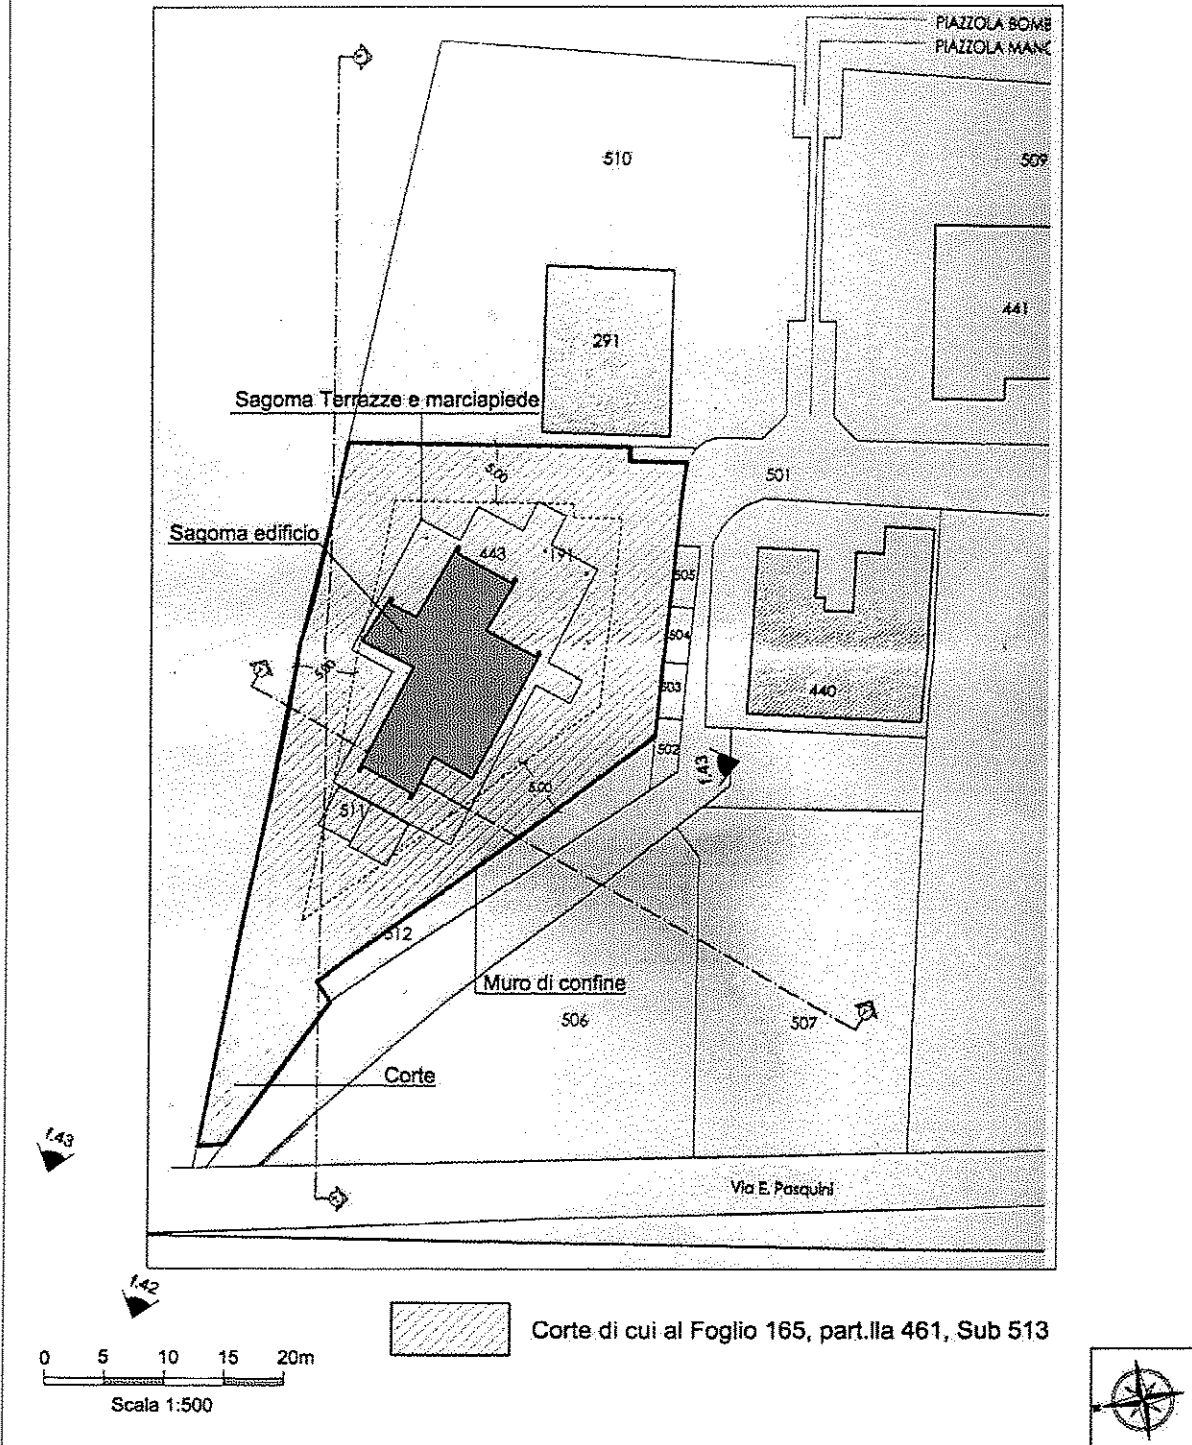 PIAZZOLA BOMB
PIAZZOLA MANO
510
509
441
291
Sagoma Terrazze e marciapiede
5.00
501
Sagoma edificio
443
191
505
504
5.00
503
440
502
f.43
5.00
511
512
Muro di confine
506
507
Corte
f.43
Via E. Pasquini
f.42
Corte di cui al Foglio 165, part.lla 461, Sub 513
0 5 10 15 20m
Scala 1:500